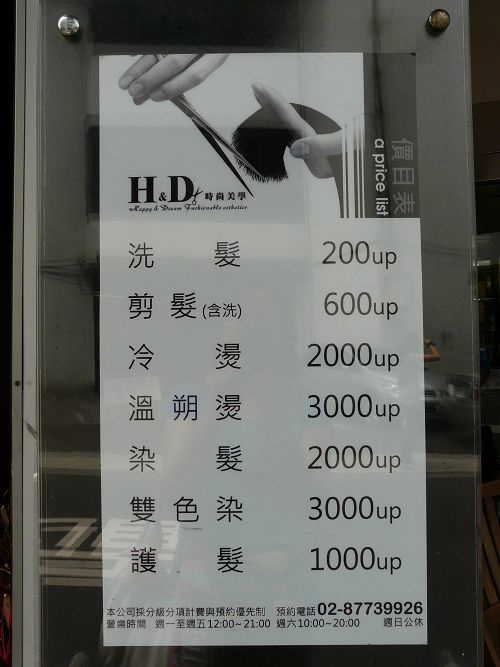 價目表
a price list
H&D 時尚美學
Happy & Dream Fashionable esthetics
洗髮 200up
剪髮(含洗) 600up
冷燙 2000up
溫朔燙 3000up
染髮 2000up
雙色染 3000up
護髮 1000up
本公司採分級分項計費與預約優先制 預約電話02-87739926
營業時間 週一至週五12:00~21:00 週六10:00~20:00 週日公休